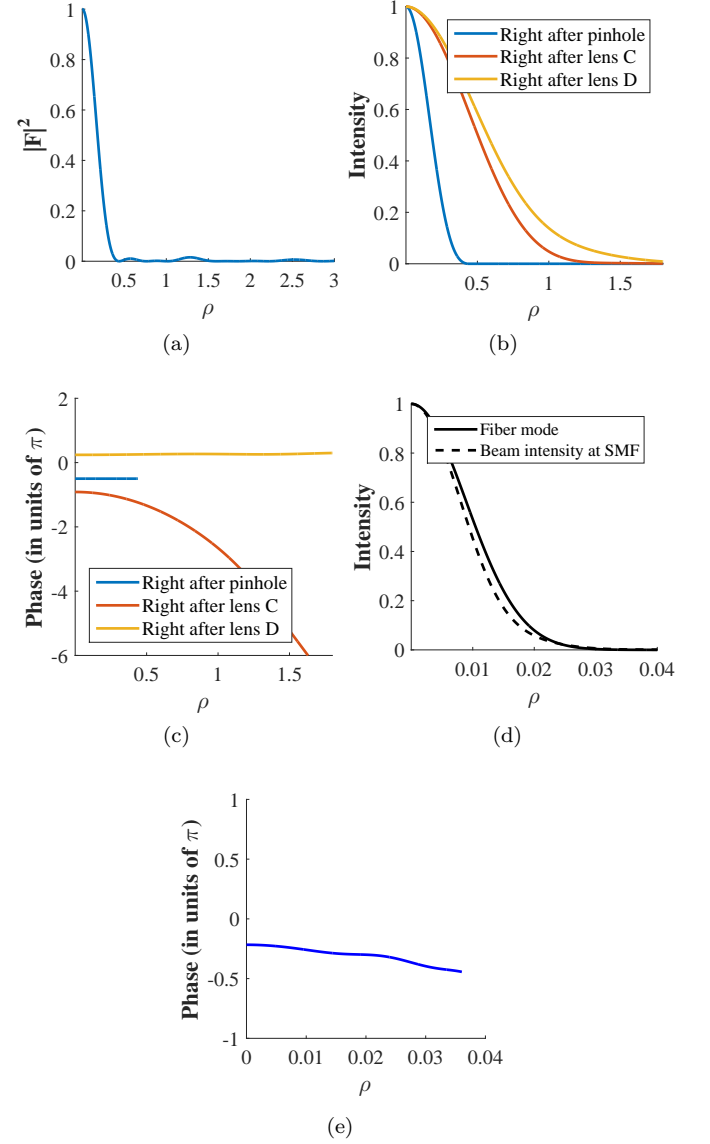 1
0.8
0.6
0.4
0.2
0
|F|²
0.5 1 1.5 2 2.5 3
ρ
(a)
1
0.8
0.6
0.4
0.2
0
Intensity
Right after pinhole
Right after lens C
Right after lens D
0.5 1 1.5
ρ
(b)
2
0
-2
-4
-6
Phase (in units of π)
Right after pinhole
Right after lens C
Right after lens D
0.5 1 1.5
ρ
(c)
1
0.8
0.6
0.4
0.2
0
Intensity
Fiber mode
Beam intensity at SMF
0.01 0.02 0.03 0.04
ρ
(d)
1
0.5
0
-0.5
-1
Phase (in units of π)
0 0.01 0.02 0.03 0.04
ρ
(e)